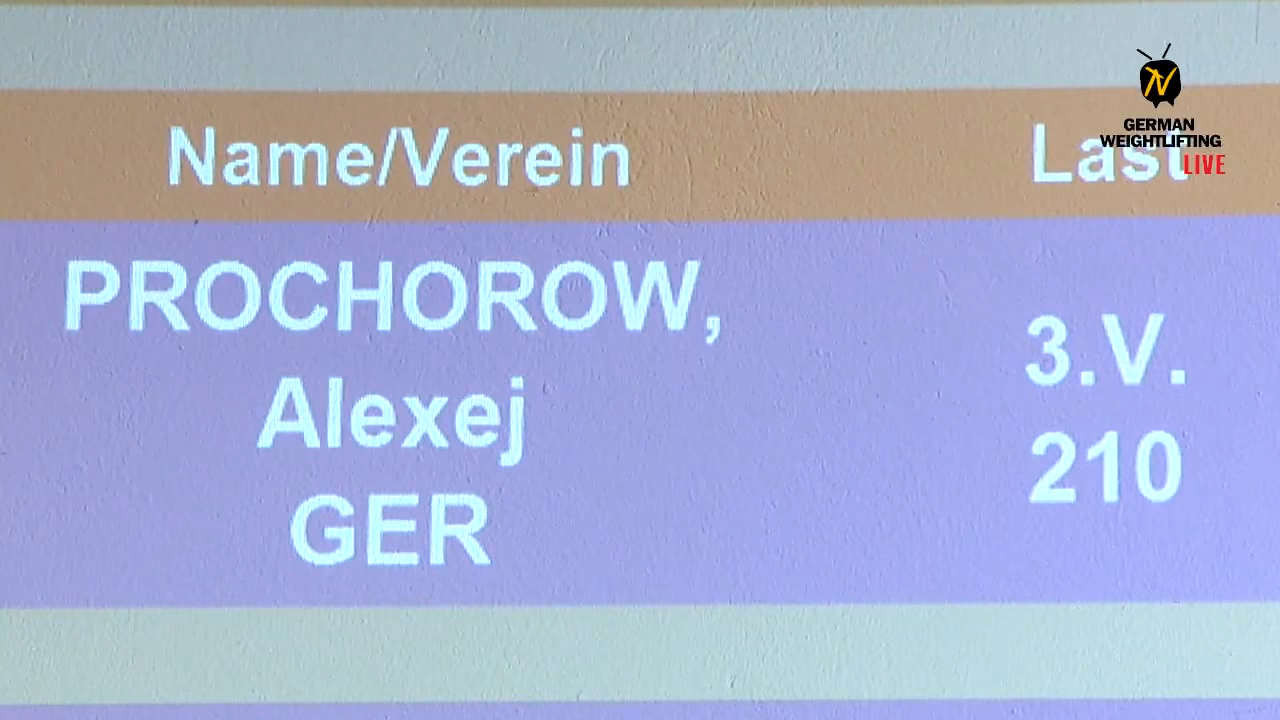 GERMAN
WEIGHTLIFTING
LIVE
Name/Verein
Last
PROCHOROW,
Alexej
GER
3.V.
210